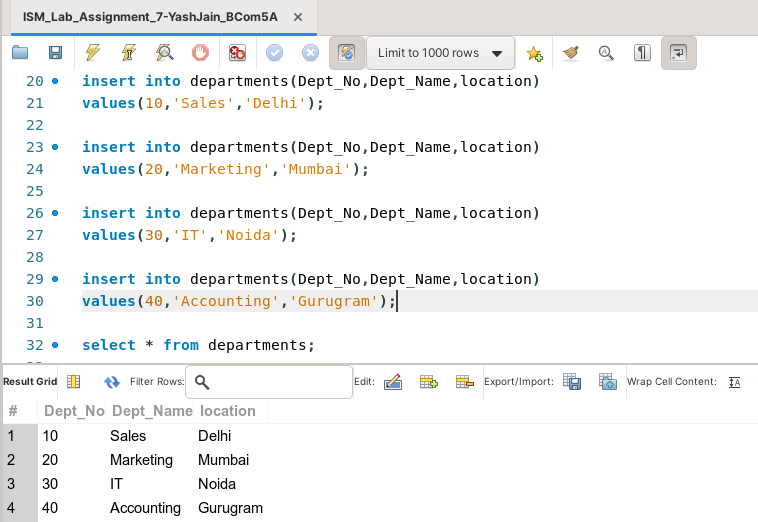 ISM_Lab_Assignment_7-YashJain_BCom5A ×
Limit to 1000 rows
20 insert into departments(Dept_No,Dept_Name,location)
21 values(10,'Sales','Delhi');
22
23 insert into departments(Dept_No,Dept_Name,location)
24 values(20,'Marketing','Mumbai');
25
26 insert into departments(Dept_No,Dept_Name,location)
27 values(30,'IT','Noida');
28
29 insert into departments(Dept_No,Dept_Name,location)
30 values(40,'Accounting','Gurugram');
31
32 select * from departments;
Result Grid Filter Rows: Edit: Export/Import: Wrap Cell Content:
# Dept_No Dept_Name location
1 10 Sales Delhi
2 20 Marketing Mumbai
3 30 IT Noida
4 40 Accounting Gurugram